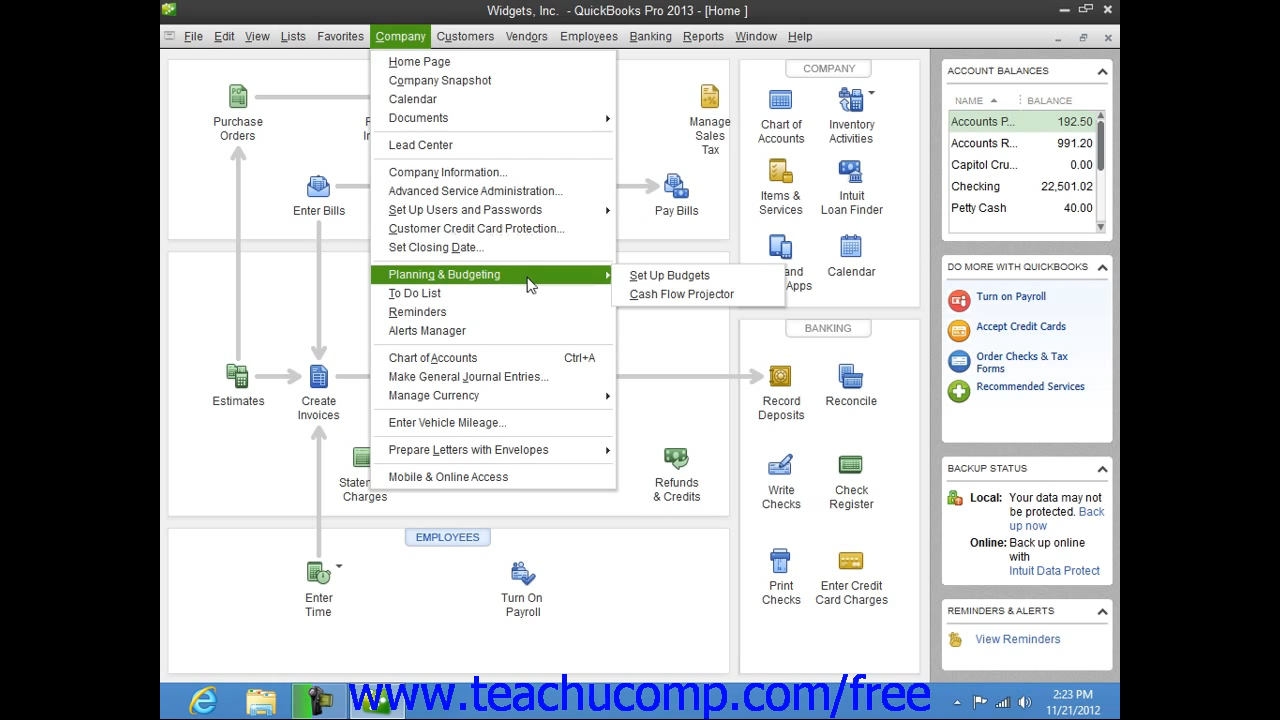 Widgets, Inc. - QuickBooks Pro 2013 - [Home ]
File Edit View Lists Favorites Company Customers Vendors Employees Banking Reports Window Help
Home Page
Company Snapshot
Calendar
Documents
Lead Center
Company Information...
Advanced Service Administration...
Set Up Users and Passwords
Customer Credit Card Protection...
Set Closing Date...
Planning & Budgeting
To Do List
Reminders
Alerts Manager
Chart of Accounts Ctrl+A
Make General Journal Entries...
Manage Currency
Enter Vehicle Mileage...
Prepare Letters with Envelopes
Mobile & Online Access
Set Up Budgets
Cash Flow Projector
Purchase
Orders
Manage
Sales
Tax
Enter Bills
Pay Bills
Estimates
Create
Invoices
Charges
Refunds
& Credits
EMPLOYEES
Enter
Time
Turn On
Payroll
COMPANY
Chart of
Accounts
Inventory
Activities
Items &
Services
Intuit
Loan Finder
Calendar
BANKING
Record
Deposits
Reconcile
Write
Checks
Check
Register
Print
Checks
Enter Credit
Card Charges
ACCOUNT BALANCES
NAME BALANCE
Accounts P... 192.50
Accounts R... 991.20
Capitol Cru... 0.00
Checking 22,501.02
Petty Cash 40.00
DO MORE WITH QUICKBOOKS
Turn on Payroll
Accept Credit Cards
Order Checks & Tax
Forms
Recommended Services
BACKUP STATUS
Local: Your data may not
be protected. Back
up now
Online: Back up online
with
Intuit Data Protect
REMINDERS & ALERTS
View Reminders
www.teachucomp.com/free
2:23 PM
11/21/2012